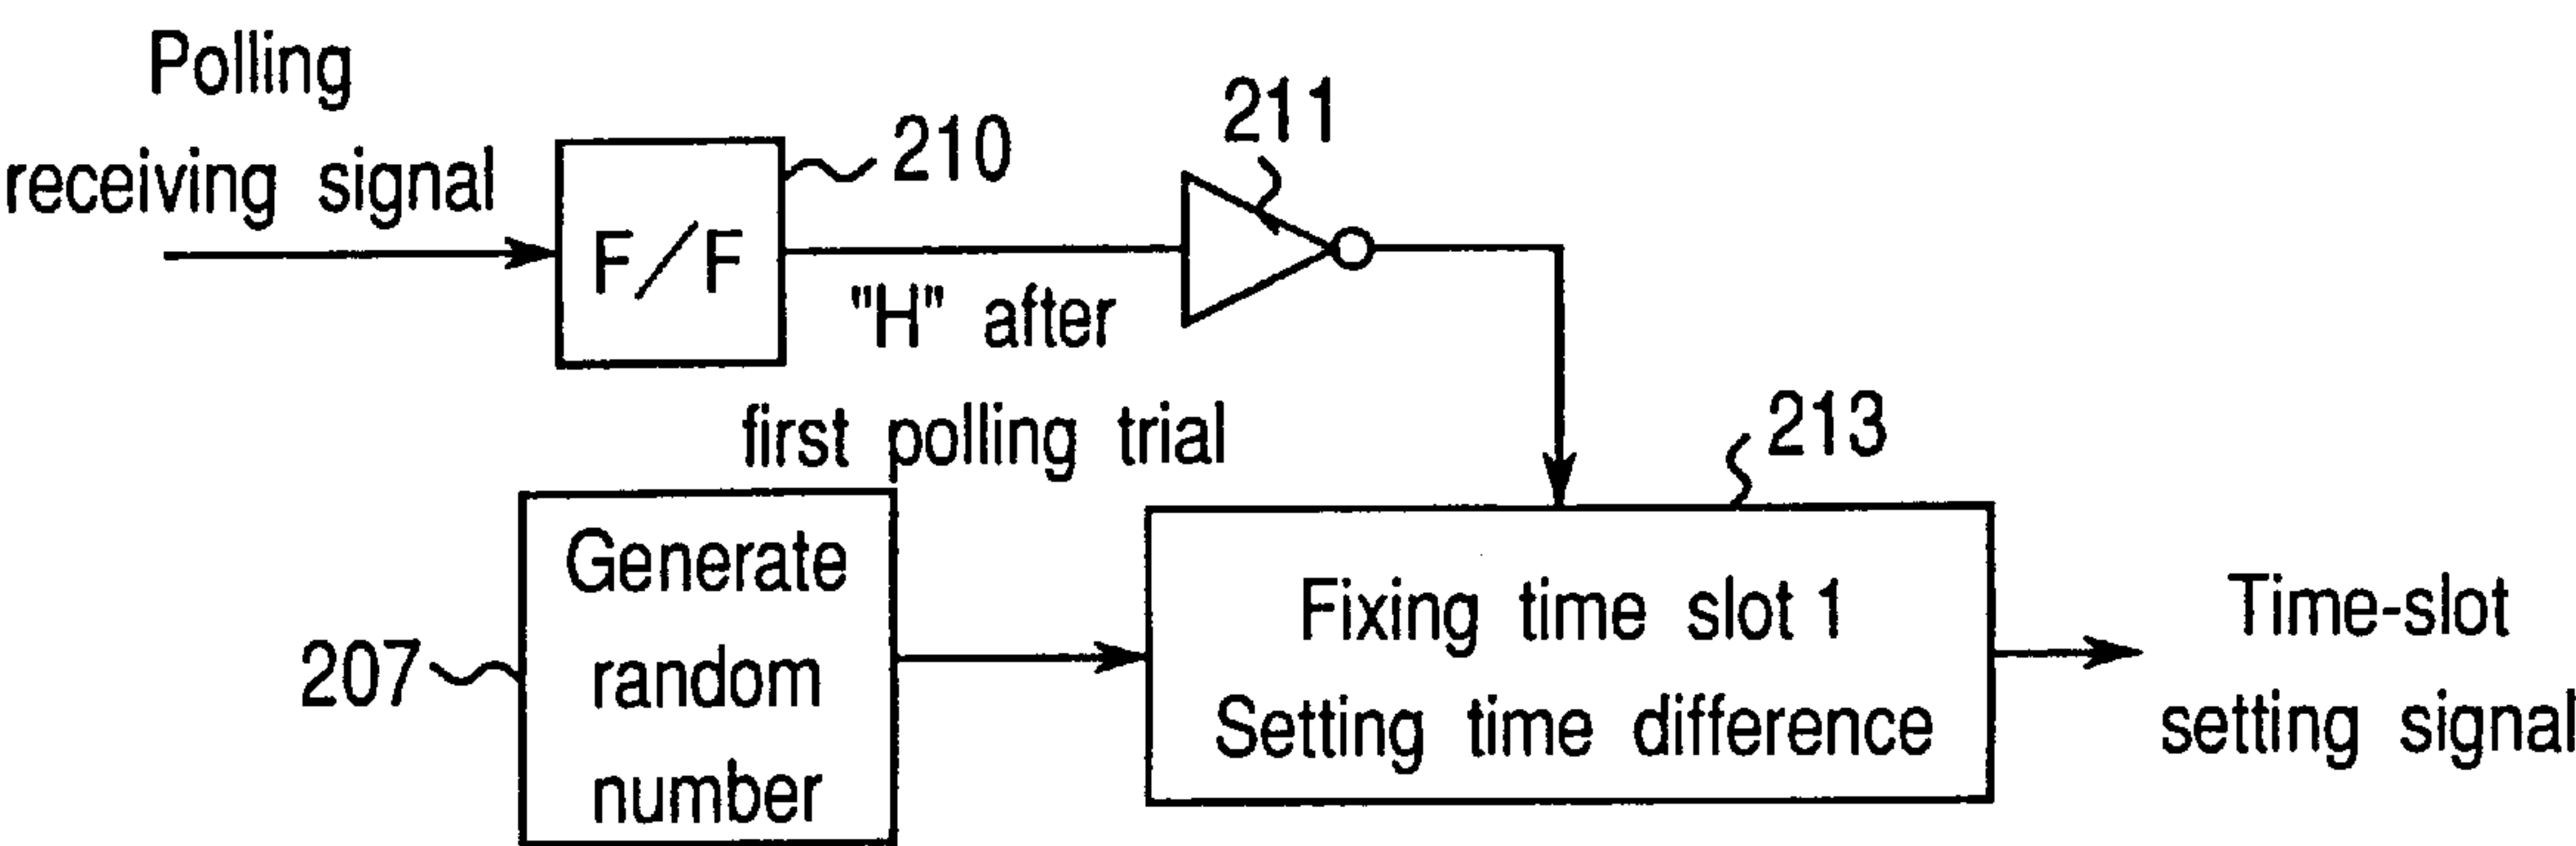 Polling
receiving signal
F/F
210
211
"H" after
first polling trial
213
207
Generate
random
number
Fixing time slot 1
Setting time difference
Time-slot
setting signal